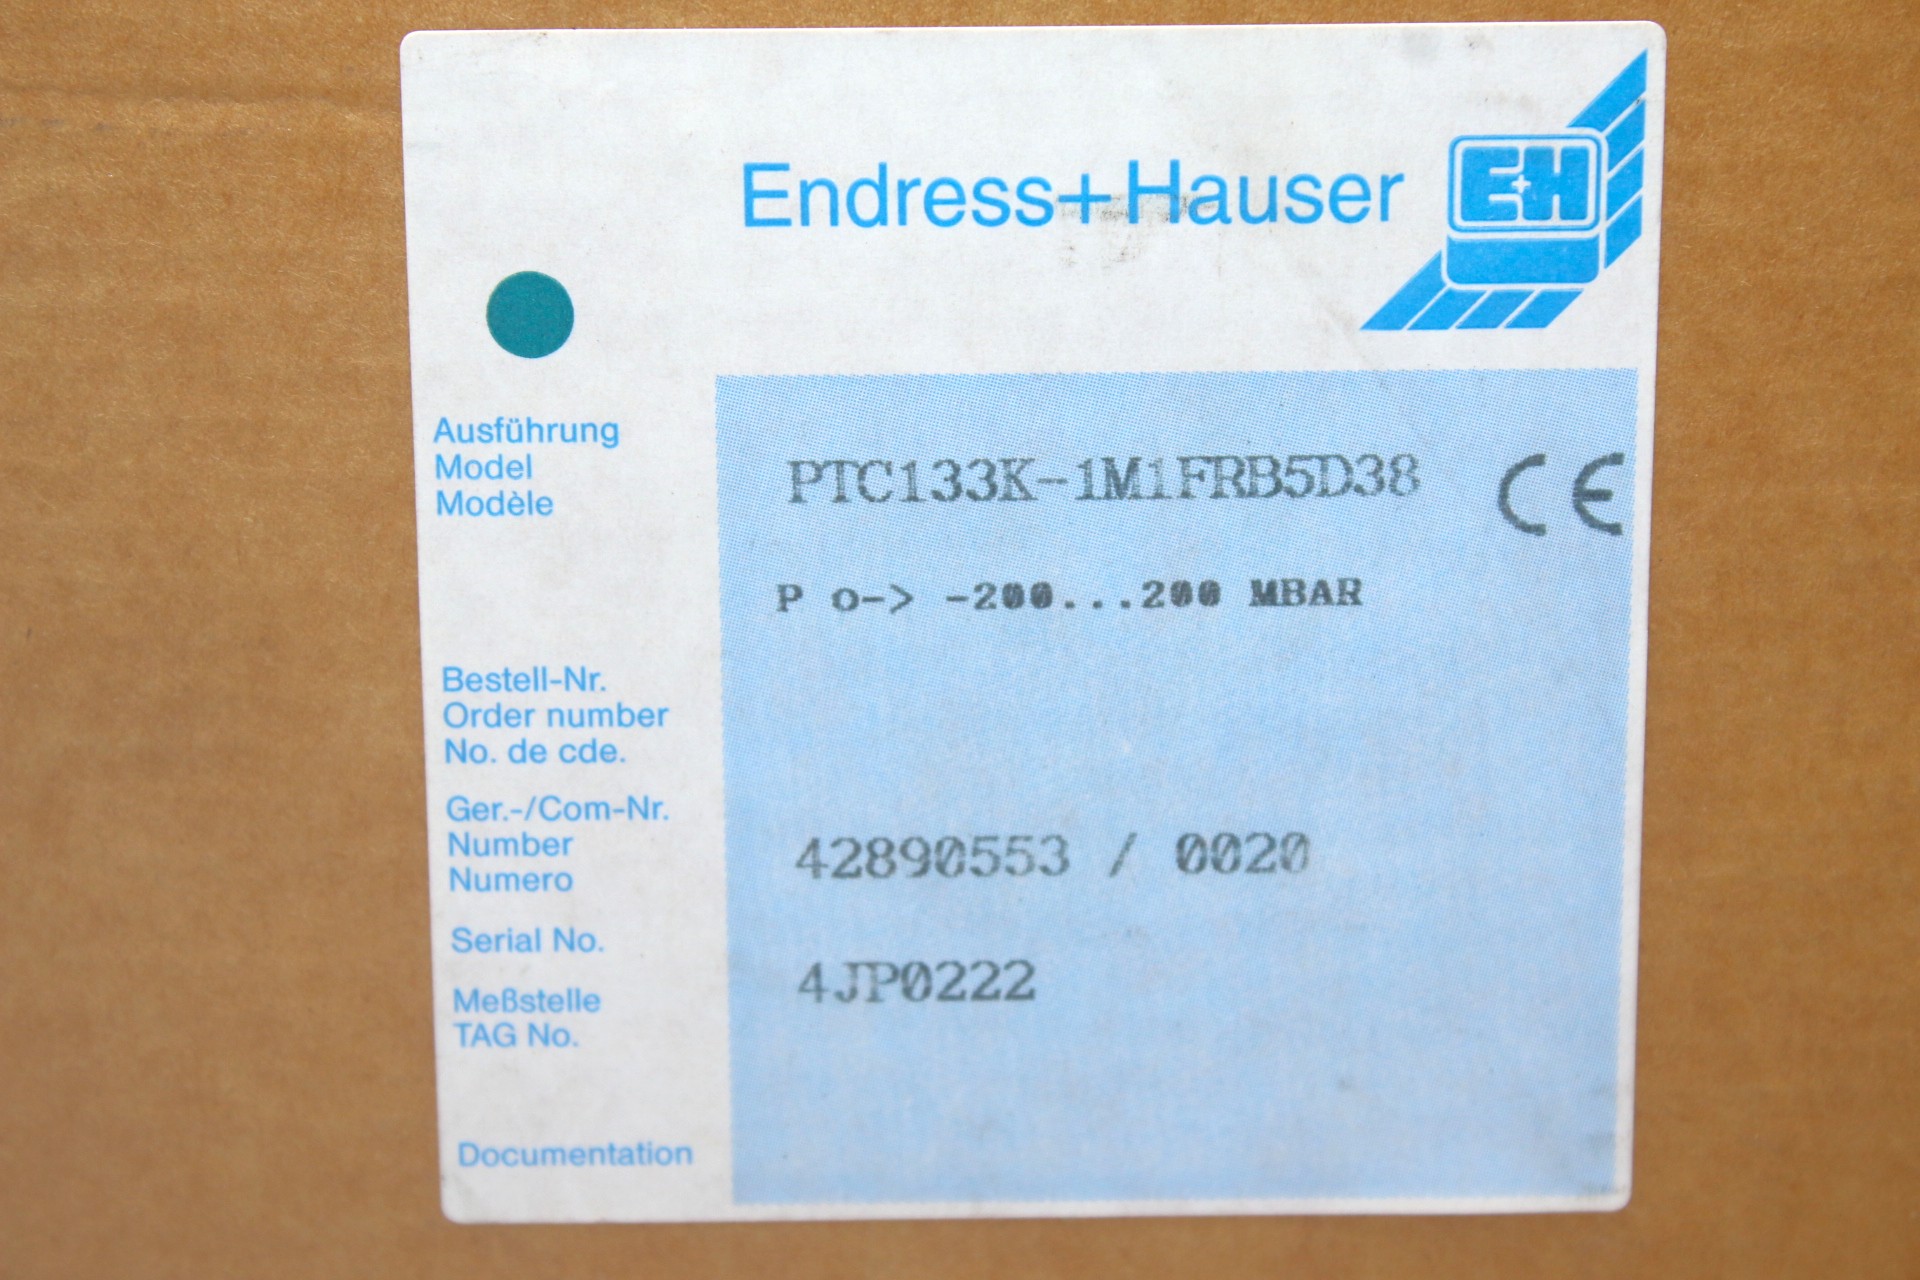 Endress+Hauser
E+H
Ausführung
Model
Modèle
PTC133K-1M1FRB5D38
CE
P o-> -200...200 MBAR
Bestell-Nr.
Order number
No. de cde.
Ger.-/Com-Nr.
Number
Numero
42890553 / 0020
Serial No.
4JP0222
Meßstelle
TAG No.
Documentation